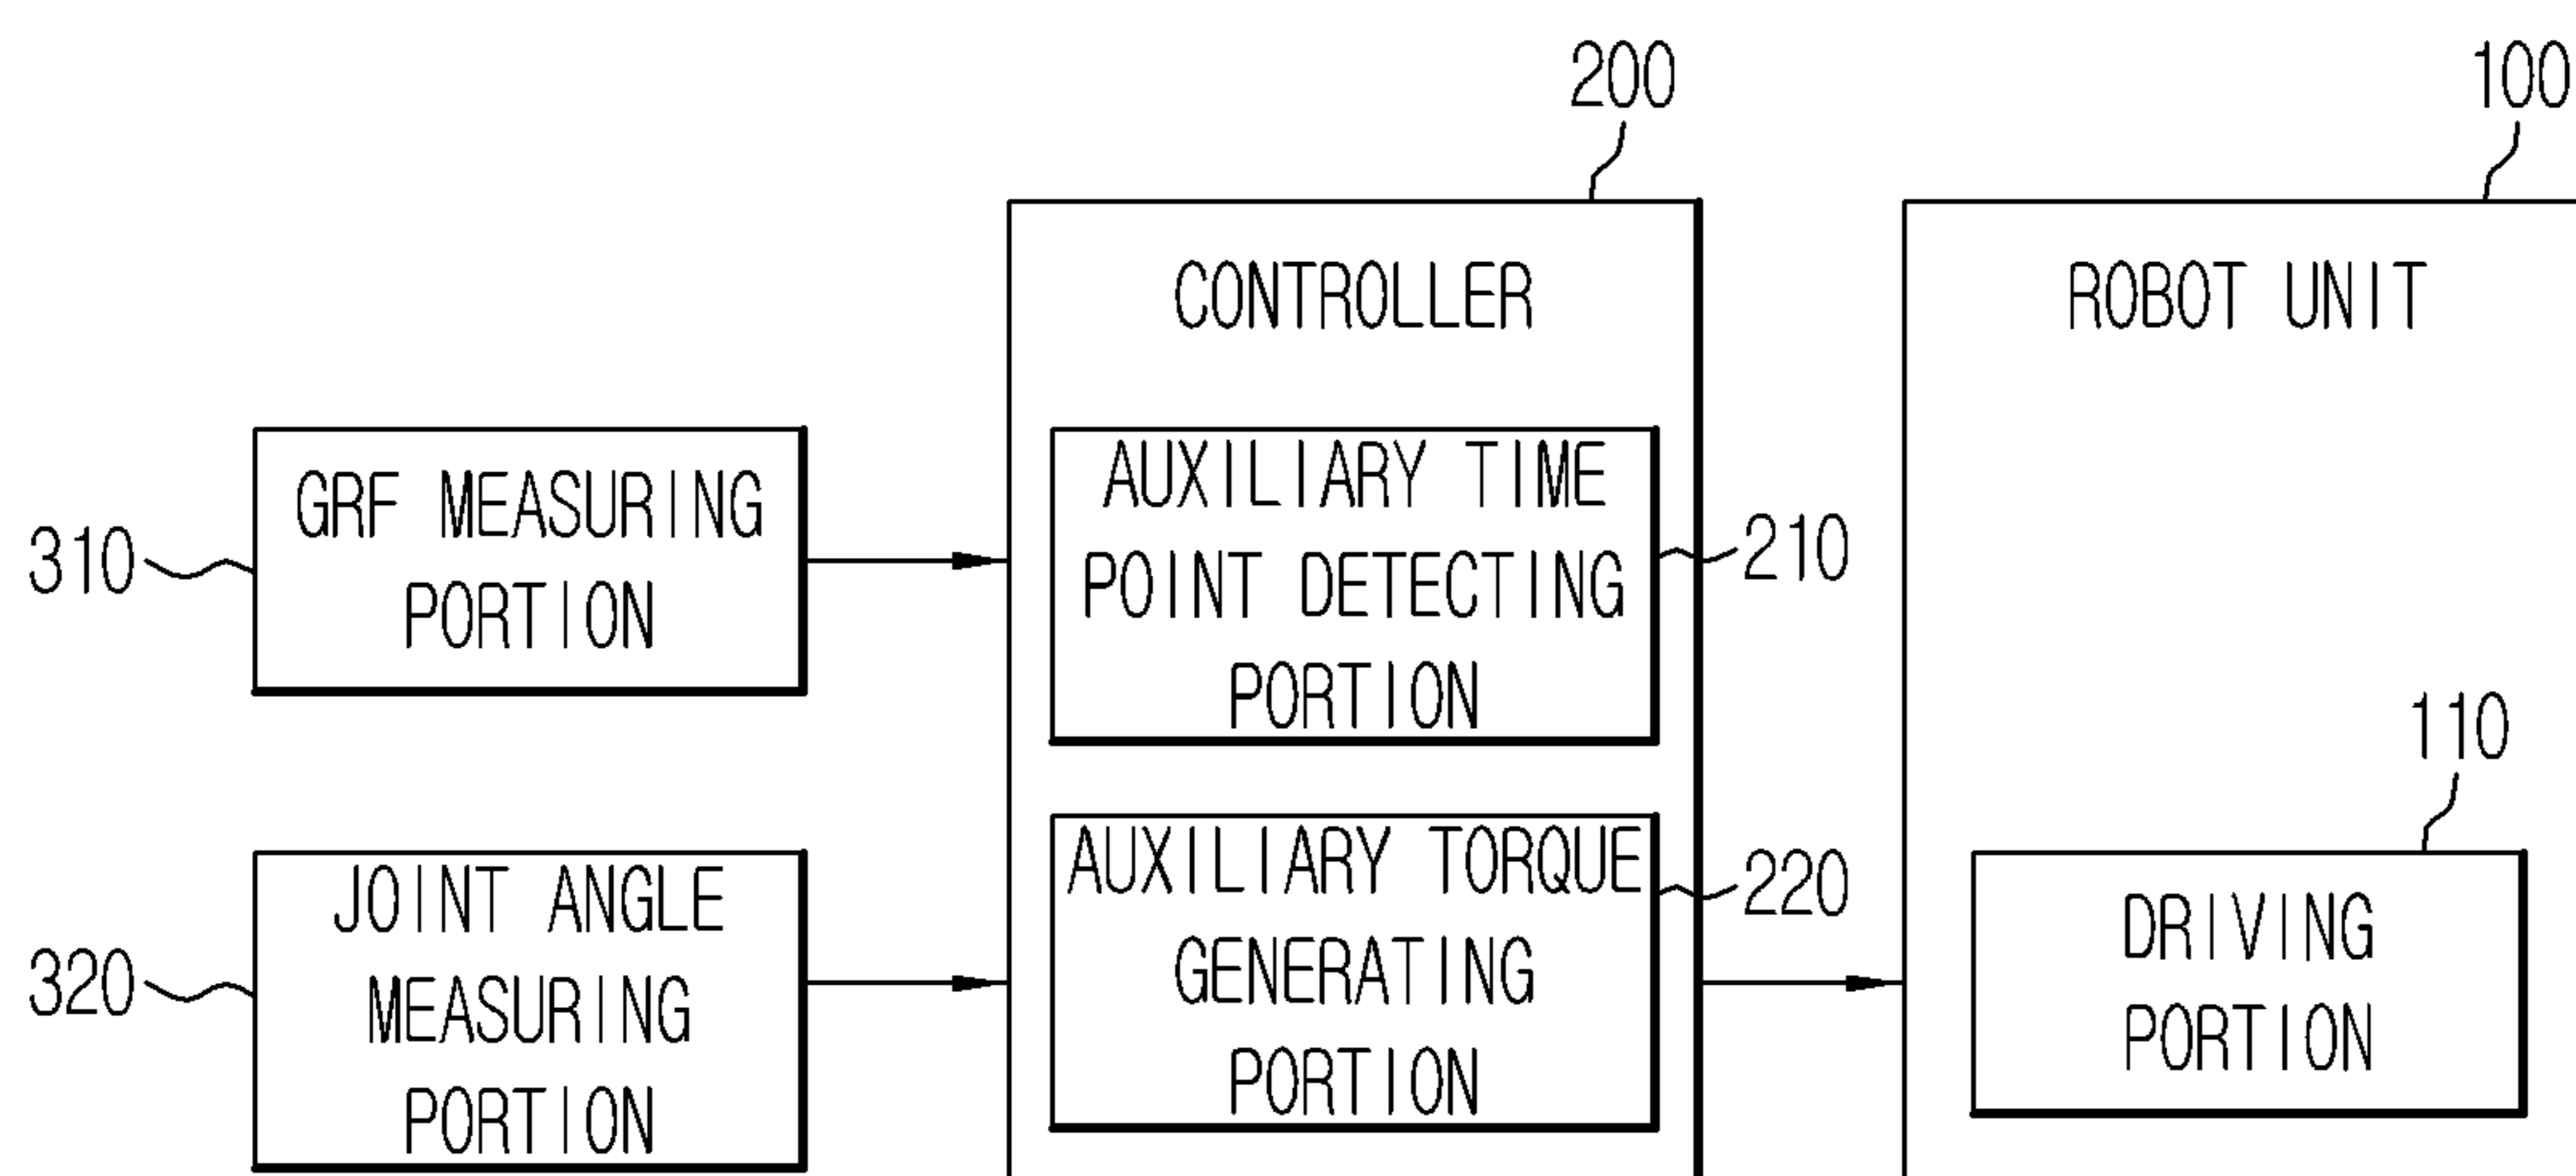 200
100
CONTROLLER
ROBOT UNIT
GRF MEASURING
PORTION
310
AUXILIARY TIME
POINT DETECTING
PORTION
210
JOINT ANGLE
MEASURING
PORTION
320
AUXILIARY TORQUE
GENERATING
PORTION
220
110
DRIVING
PORTION